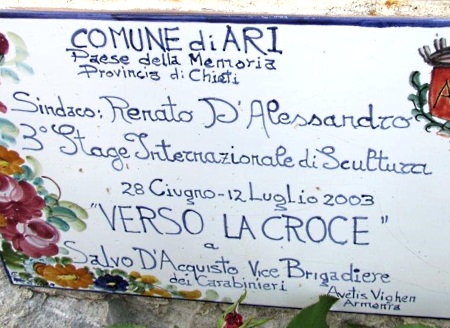 COMUNE di ARI
Paese della Memoria
Provincia di Chieti
Sindaco: Renato D'Alessandro
3° Stage Internazionale di Scultura
28 Giugno-12 Luglio 2003
"VERSO LA CROCE"
a
Salvo D'Acquisto Vice Brigadiere
dei Carabinieri
Avetis Vighen
Armenia
A